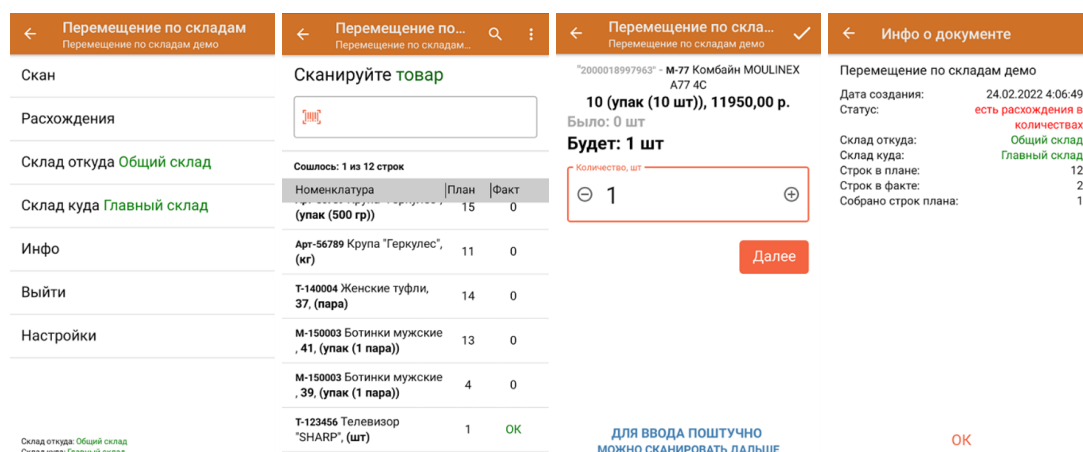 Перемещение по складам
Перемещение по складам демо
Скан
Расхождения
Склад откуда Общий склад
Склад куда Главный склад
Инфо
Выйти
Настройки
Склад откуда: Общий склад
Склад куда: Главный склад
Перемещение по...
Перемещение по складам...
Сканируйте товар
Сошлось: 1 из 12 строк
Номенклатура План Факт
(упак (500 гр)) 15 0
Арт-56789 Крупа "Геркулес",
(кг) 11 0
Т-140004 Женские туфли,
37, (пара) 14 0
М-150003 Ботинки мужские
, 41, (упак (1 пара)) 13 0
М-150003 Ботинки мужские
, 39, (упак (1 пара)) 4 0
Т-123456 Телевизор
"SHARP", (шт) 1 ОК
Перемещение по скла...
Перемещение по складам демо
"2000018997963" - М-77 Комбайн MOULINEX
A77 4C
10 (упак (10 шт)), 11950,00 р.
Было: 0 шт
Будет: 1 шт
Количество, шт
1
Далее
ДЛЯ ВВОДА ПОШТУЧНО
МОЖНО СКАНИРОВАТЬ ДАЛЬШЕ
Инфо о документе
Перемещение по складам демо
Дата создания: 24.02.2022 4:06:49
Статус: есть расхождения в
количествах
Склад откуда: Общий склад
Склад куда: Главный склад
Строк в плане: 12
Строк в факте: 2
Собрано строк плана: 1
ОК